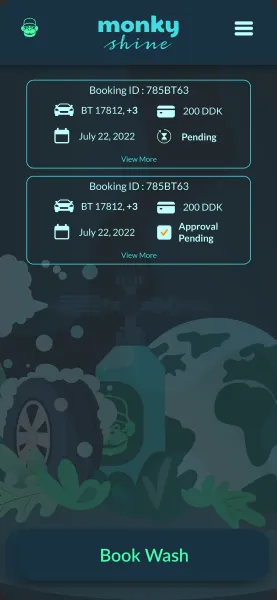 monky
shine
Booking ID : 785BT63
BT 17812, +3
200 DDK
July 22, 2022
Pending
View More
Booking ID : 785BT63
BT 17812, +3
200 DDK
July 22, 2022
Approval
Pending
View More
Book Wash